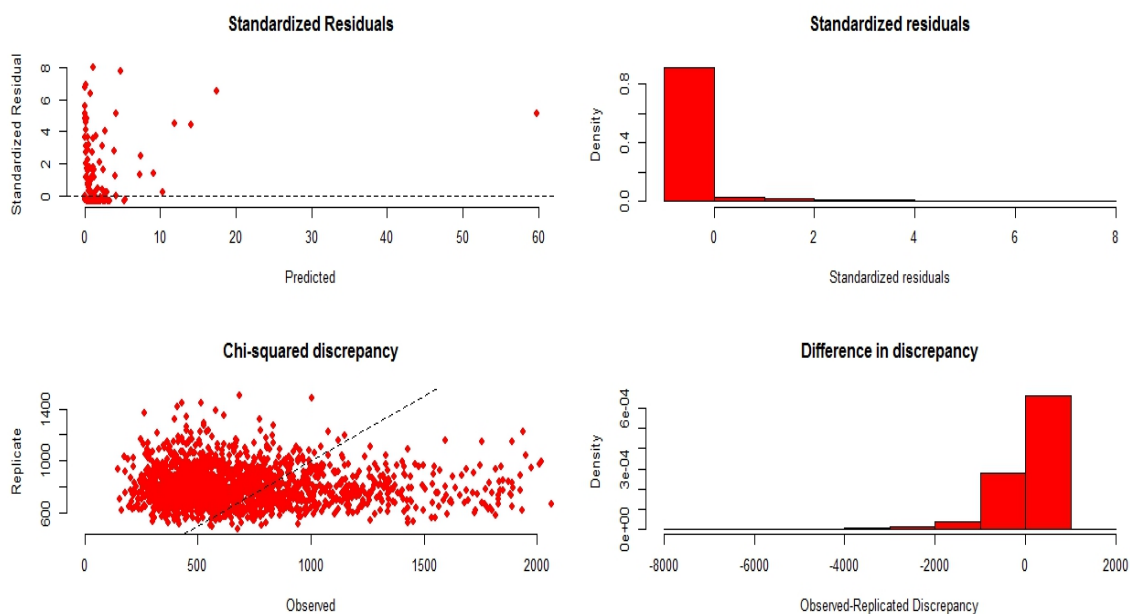 Standardized Residuals
Standardized Residual
8
6
4
2
0
0 10 20 30 40 50 60
Predicted
Standardized residuals
Density
0.8
0.4
0.0
0 2 4 6 8
Standardized residuals
Chi-squared discrepancy
Replicate
1400
1000
600
0 500 1000 1500 2000
Observed
Difference in discrepancy
Density
6e-04
3e-04
0e+00
-8000 -6000 -4000 -2000 0 2000
Observed-Replicated Discrepancy